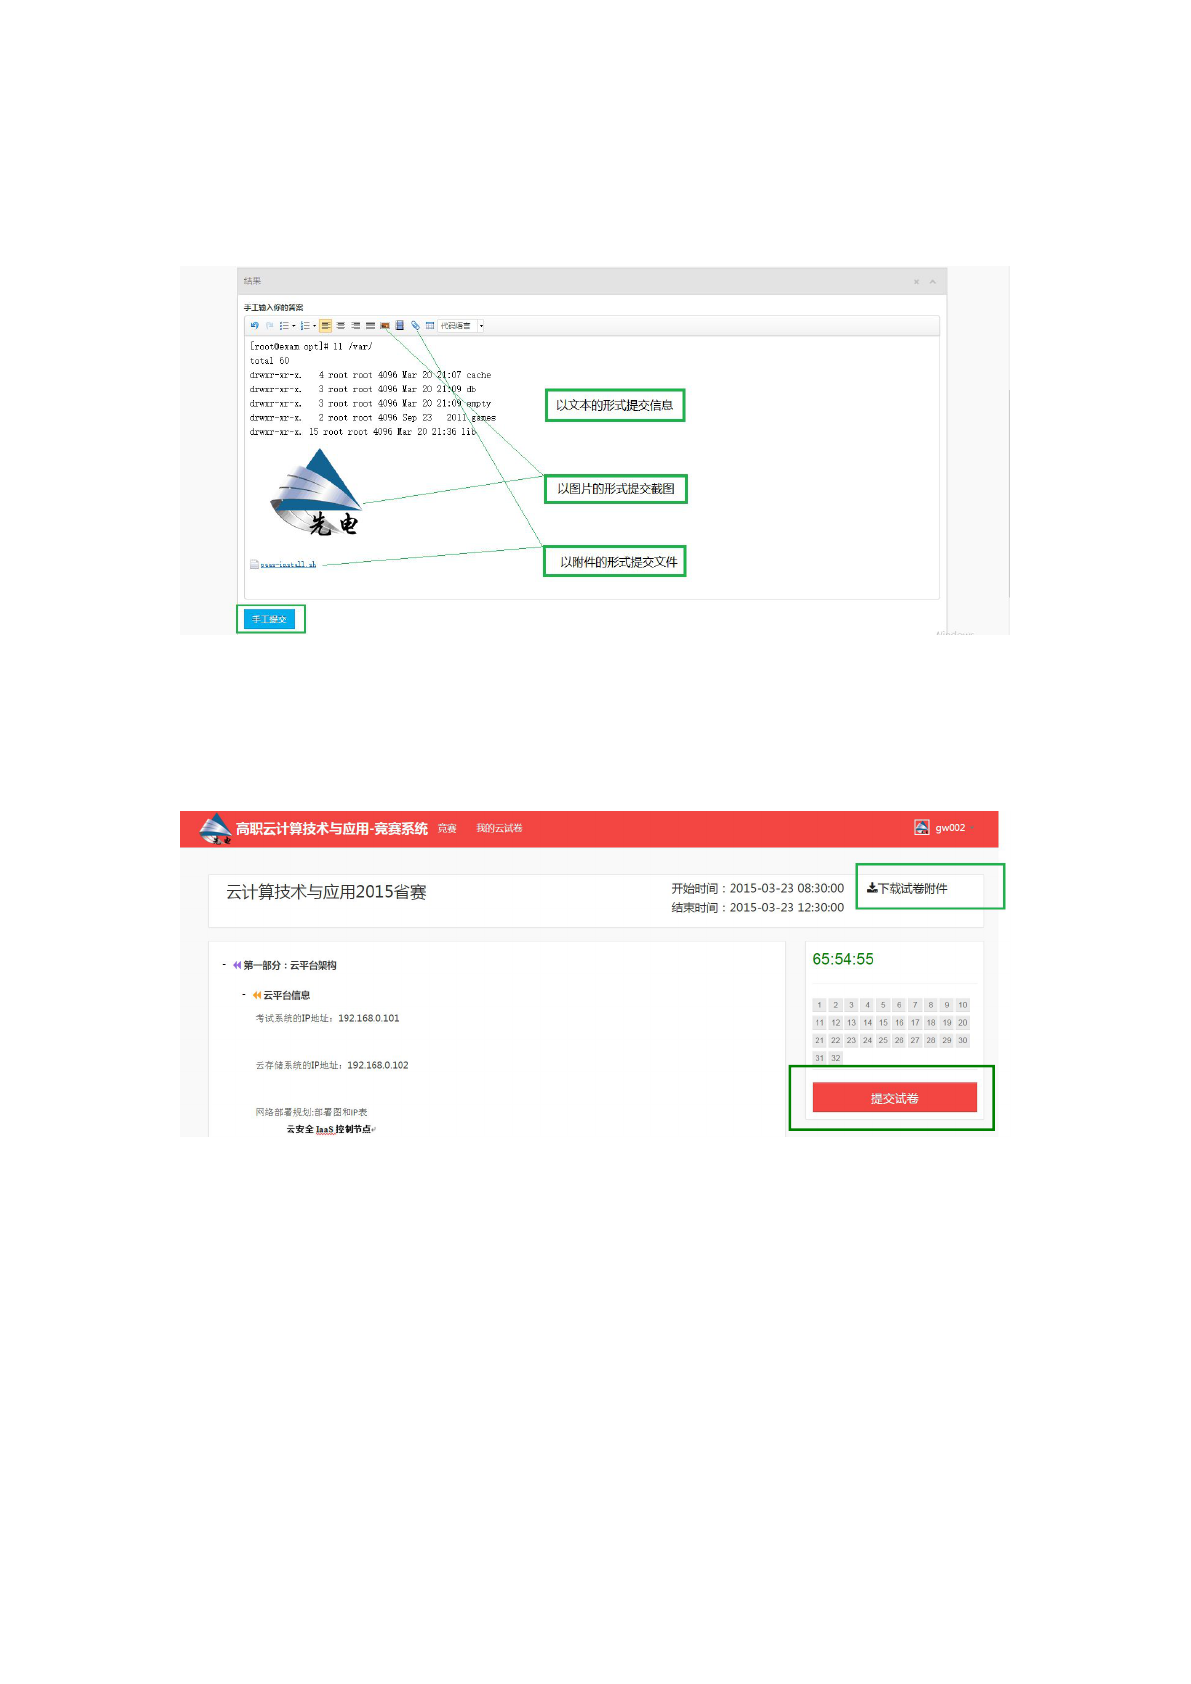 结果
手工输入你的答案
代码语言
[root@exam opt]# ll /var/
total 60
drwxr-xr-x. 4 root root 4096 Mar 20 21:07 cache
drwxr-xr-x. 3 root root 4096 Mar 20 21:09 db
drwxr-xr-x. 3 root root 4096 Mar 20 21:09 empty
drwxr-xr-x. 2 root root 4096 Sep 23 2011 games
drwxr-xr-x. 15 root root 4096 Mar 20 21:36 lib
以文本的形式提交信息
以图片的形式提交截图
先电
以附件的形式提交文件
手工提交
高职云计算技术与应用-竞赛系统 竞赛 我的云试卷 gw002
云计算技术与应用2015省赛
开始时间：2015-03-23 08:30:00
结束时间：2015-03-23 12:30:00
下载试卷附件
- 第一部分：云平台架构
- 云平台信息
考试系统的IP地址：192.168.0.101
云存储系统的IP地址：192.168.0.102
网络部署规划:部署图和IP表
云安全 IaaS 控制节点
65:54:55
1 2 3 4 5 6 7 8 9 10
11 12 13 14 15 16 17 18 19 20
21 22 23 24 25 26 27 28 29 30
31 32
提交试卷